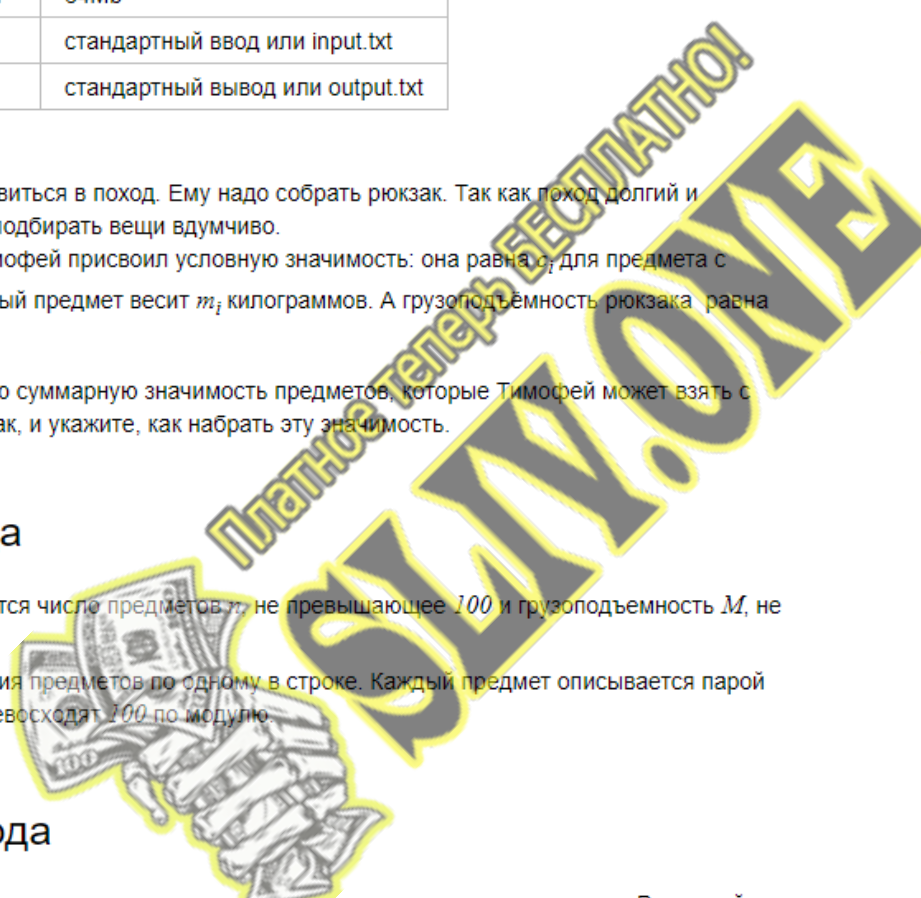 64Mb
стандартный ввод или input.txt
стандартный вывод или output.txt
виться в поход. Ему надо собрать рюкзак. Так как поход долгий и
подбирать вещи вдумчиво.
мофей присвоил условную значимость: она равна c_i для предмета с
ый предмет весит m_i килограммов. А грузоподъёмность рюкзака равна
ю суммарную значимость предметов, которые Тимофей может взять с
ак, и укажите, как набрать эту значимость.
а
тся число предметов n, не превышающее 100 и грузоподъемность M, не
ия предметов по одному в строке. Каждый предмет описывается парой
евосходят 100 по модулю.
ода
Платное теперь БЕСПЛАТНО!
SLIV.ONE
100